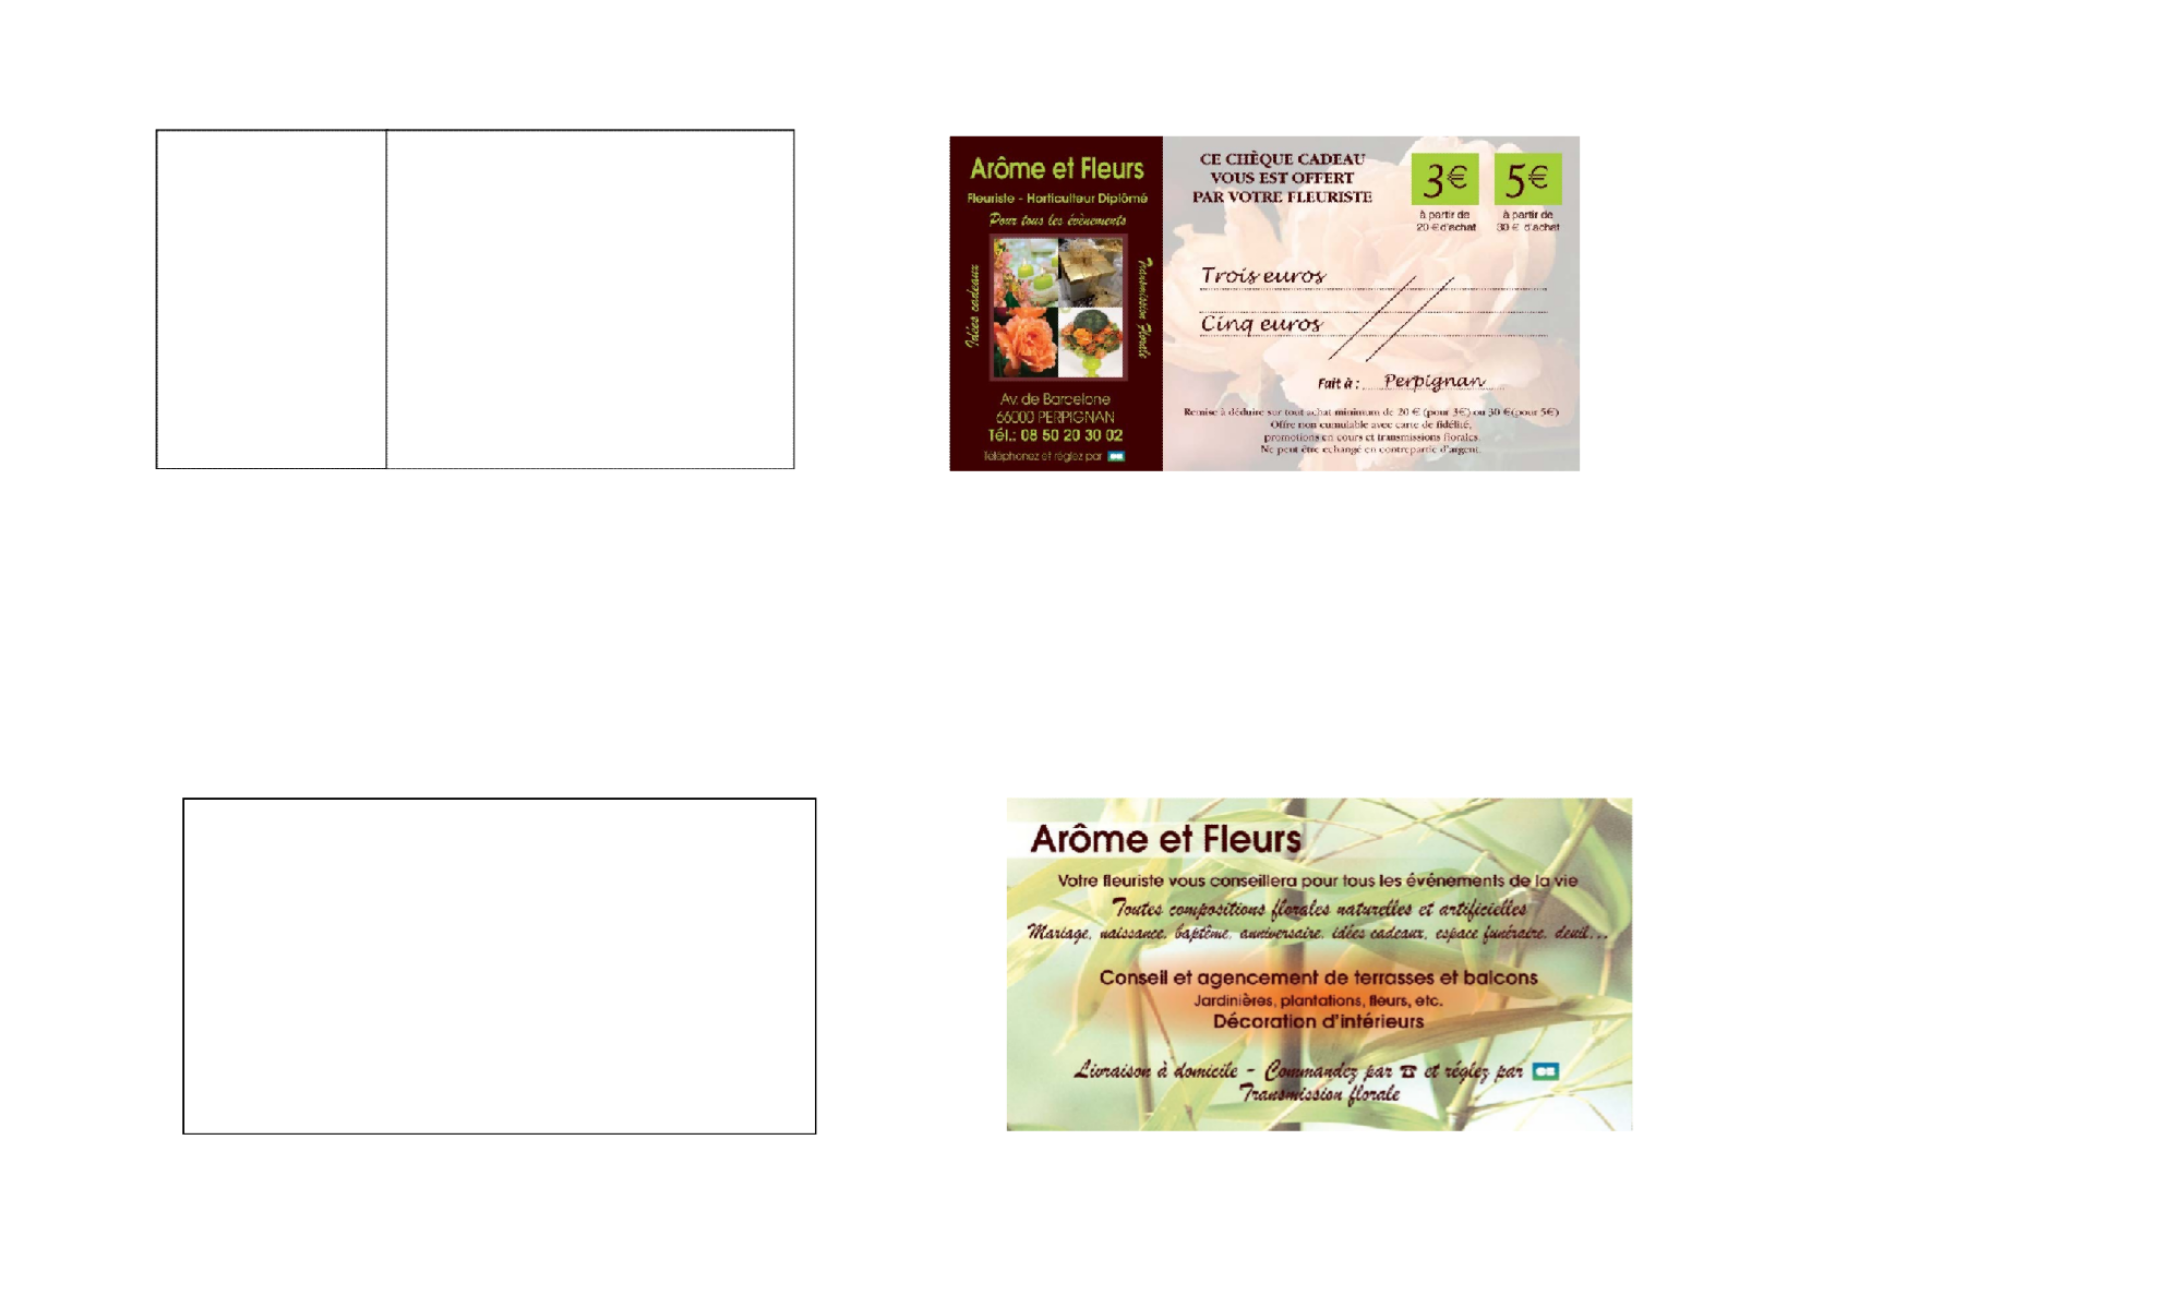 Arôme et Fleurs
Fleuriste - Horticulteur Diplômé
Pour tous les évènements
Idées cadeaux
Transmission Florale
Av. de Barcelone
66000 PERPIGNAN
Tél.: 08 50 20 30 02
Téléphonez et réglez par
CE CHÈQUE CADEAU
VOUS EST OFFERT
PAR VOTRE FLEURISTE
3€
à partir de
20 € d'achat
5€
à partir de
30 € d'achat
Trois euros
Cinq euros
Fait à : Perpignan
Remise à déduire sur tout achat minimum de 20 € (pour 3€) ou 30 € (pour 5€)
Offre non cumulable avec carte de fidélité,
promotions en cours et transmissions florales.
Ne peut être echangé en contrepartie d'argent.
Arôme et Fleurs
Votre fleuriste vous conseillera pour tous les événements de la vie
Toutes compositions florales naturelles et artificielles
Mariage, naissance, baptême, anniversaire, idées cadeaux, espace funéraire, deuil...
Conseil et agencement de terrasses et balcons
Jardinières, plantations, fleurs, etc.
Décoration d'intérieurs
Livraison à domicile - Commandez par ☎ et réglez par
Transmission florale